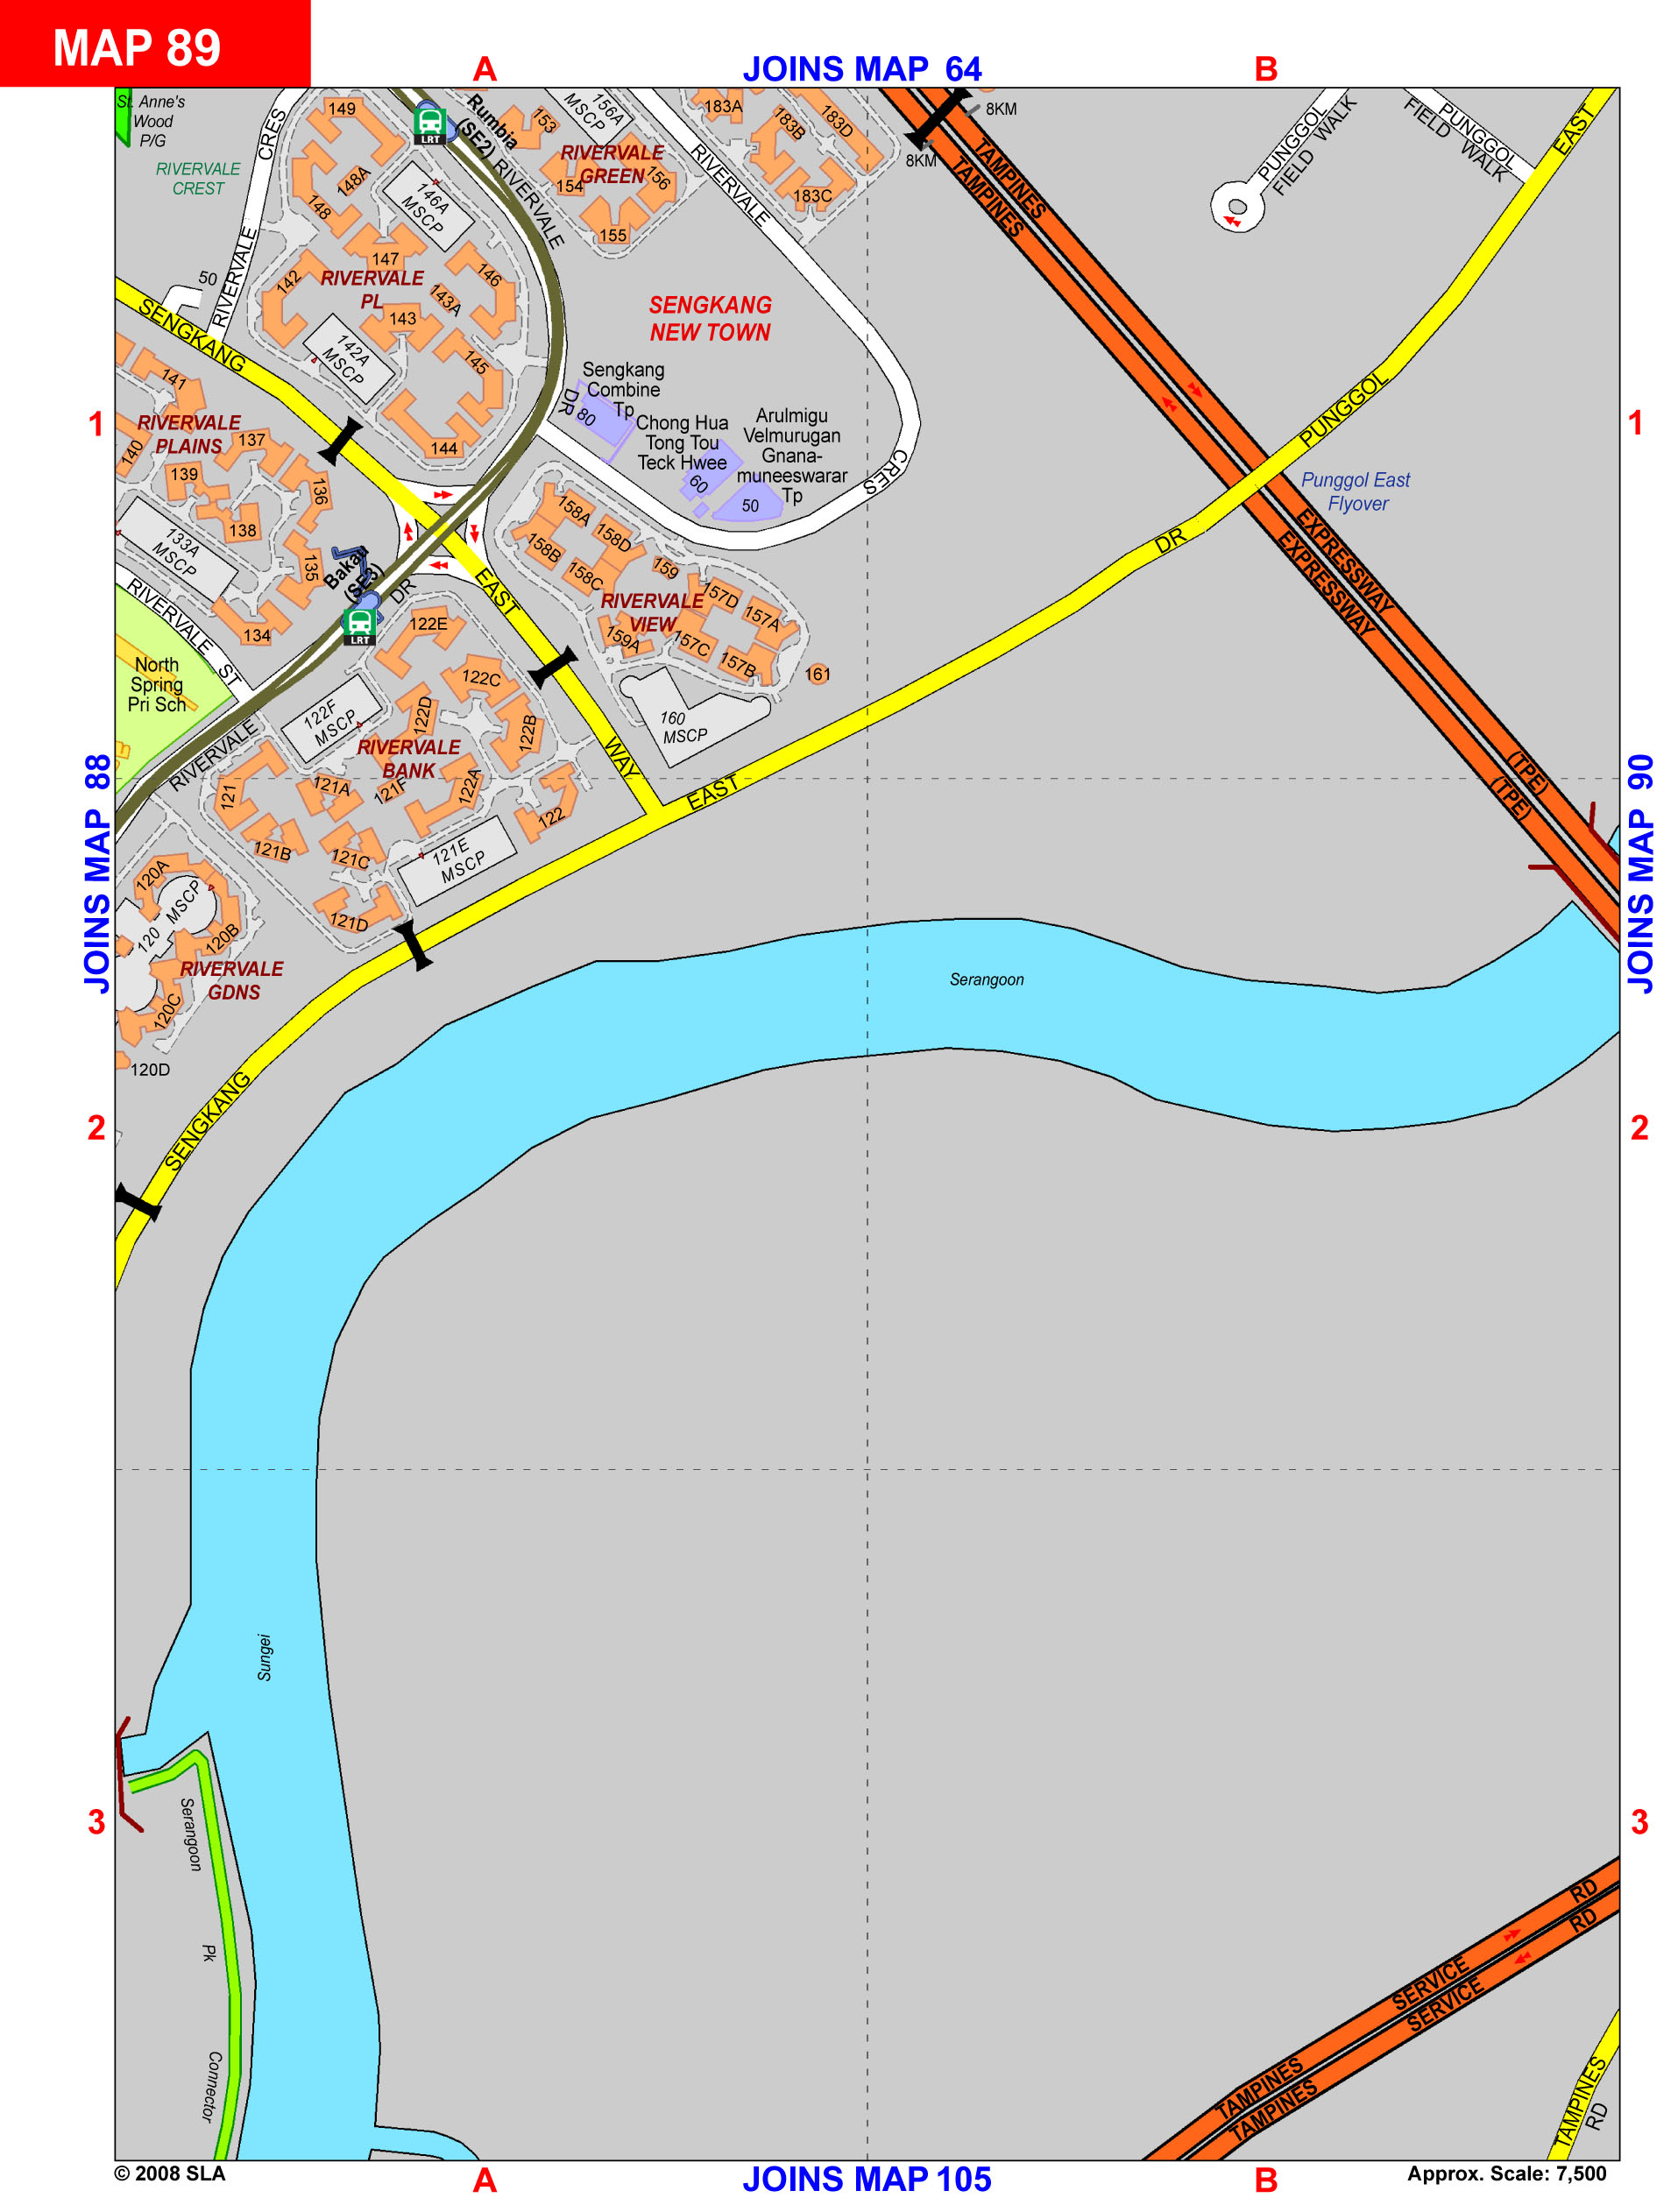 MAP 89
A
JOINS MAP 64
B
St. Anne's
Wood
P/G
RIVERVALE
CREST
CRES
RIVERVALE
50
149
148A
148
146A
MSCP
147
142
RIVERVALE
PL
146
143A
143
142A
MSCP
145
144
LRT
Rumbia
(SE2)
RIVERVALE
153
156A
MSCP
RIVERVALE
GREEN
154
156
155
RIVERVALE
183A
183B
183D
183C
8KM
8KM
TAMPINES
TAMPINES
PUNGGOL
FIELD WALK
PUNGGOL
FIELD WALK
EAST
SENGKANG
SENGKANG
NEW TOWN
Sengkang
Combine
Tp
DR
80
Chong Hua
Tong Tou
Teck Hwee
60
Arulmigu
Velmurugan
Gnana-
muneeswarar
Tp
50
CRES
PUNGGOL
Punggol East
Flyover
EXPRESSWAY
EXPRESSWAY
DR
1
1
141
RIVERVALE
PLAINS
140
137
139
136
138
133A
MSCP
135
134
Bakau
(SE3)
LRT
DR
RIVERVALE ST
North
Spring
Pri Sch
EAST
158A
158D
158B
158C
159
RIVERVALE
VIEW
157D
157A
159A
157C
157B
161
160
MSCP
122E
122C
122F
MSCP
122D
122B
RIVERVALE
RIVERVALE
BANK
WAY
EAST
121
121A
121F
122A
122
121B
121C
121E
MSCP
121D
(TPE)
(TPE)
JOINS MAP 88
JOINS MAP 90
120A
MSCP
120
120B
RIVERVALE
GDNS
120C
120D
Serangoon
SENGKANG
2
2
Sungei
3
3
Serangoon
Pk
Connector
RD
RD
SERVICE
SERVICE
TAMPINES
TAMPINES
TAMPINES
RD
© 2008 SLA
A
JOINS MAP 105
B
Approx. Scale: 7,500